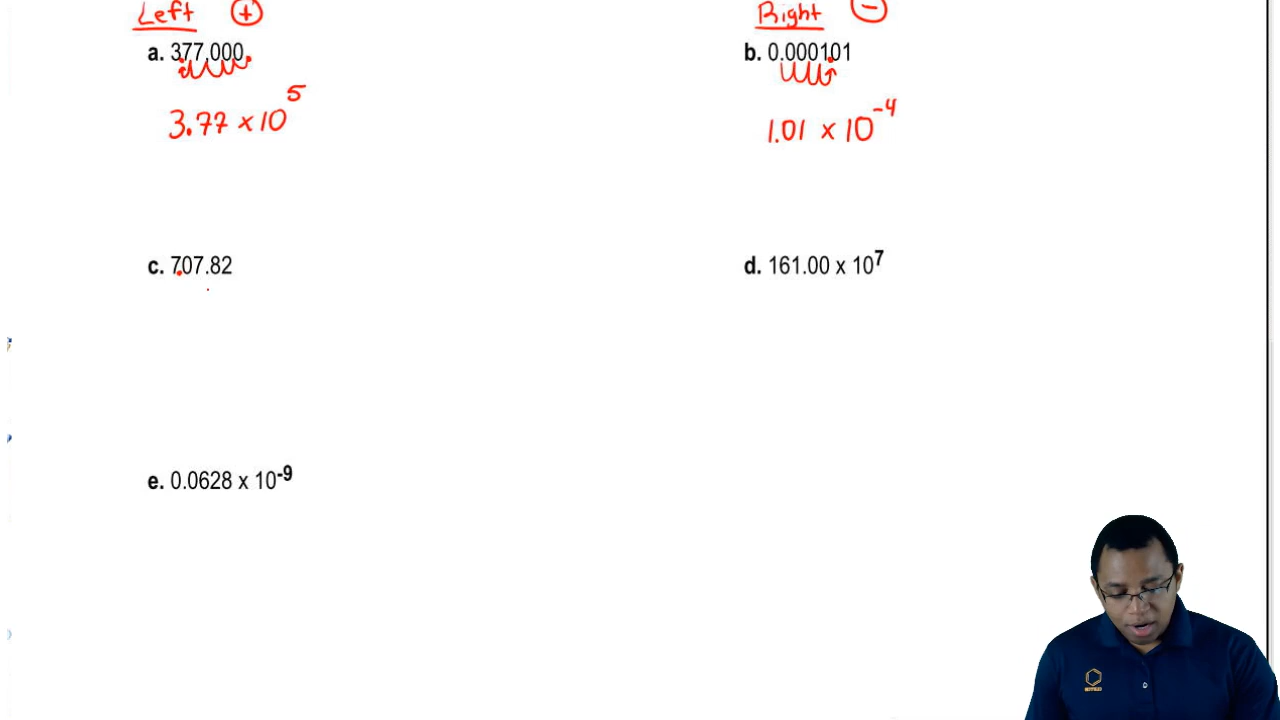 Left (+)
Right (-)
a. 377,000.
b. 0.000101
3.77 x 10^5
1.01 x 10^-4
c. 707.82
d. 161.00 x 10^7
e. 0.0628 x 10^-9